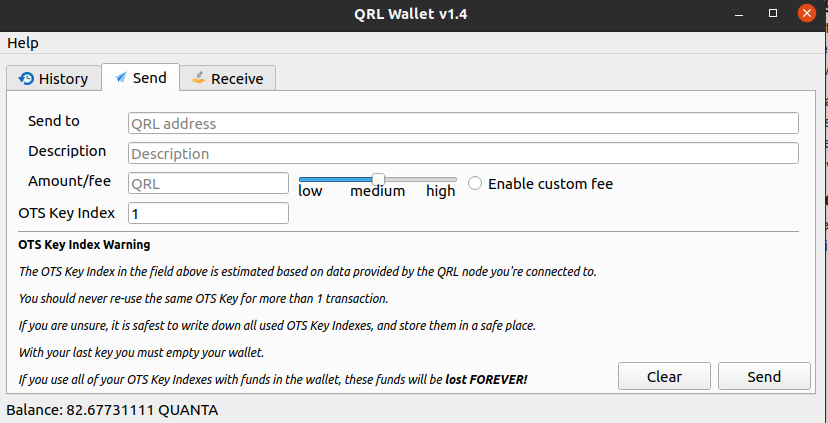 QRL Wallet v1.4
Help
History Send Receive
Send to QRL address
Description Description
Amount/fee QRL low medium high Enable custom fee
OTS Key Index 1
OTS Key Index Warning
The OTS Key Index in the field above is estimated based on data provided by the QRL node you're connected to.
You should never re-use the same OTS Key for more than 1 transaction.
If you are unsure, it is safest to write down all used OTS Key Indexes, and store them in a safe place.
With your last key you must empty your wallet.
If you use all of your OTS Key Indexes with funds in the wallet, these funds will be lost FOREVER!
Clear Send
Balance: 82.67731111 QUANTA